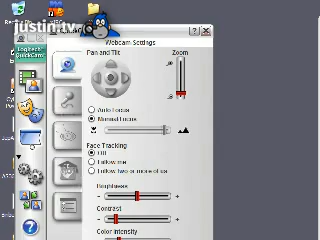 justin.tv
Logitech
QuickCam
Webcam Settings
Pan and Tilt
Zoom
Auto Focus
Manual Focus
Face Tracking
Off
Follow me
Follow two or more of us
Brightness
- +
Contrast
- +
Color Intensity